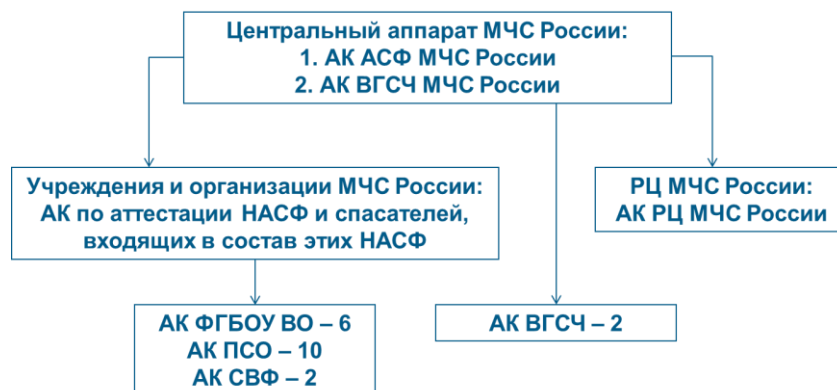 Центральный аппарат МЧС России:
1. АК АСФ МЧС России
2. АК ВГСЧ МЧС России
Учреждения и организации МЧС России:
АК по аттестации НАСФ и спасателей,
входящих в состав этих НАСФ
РЦ МЧС России:
АК РЦ МЧС России
АК ФГБОУ ВО – 6
АК ПСО – 10
АК СВФ – 2
АК ВГСЧ – 2